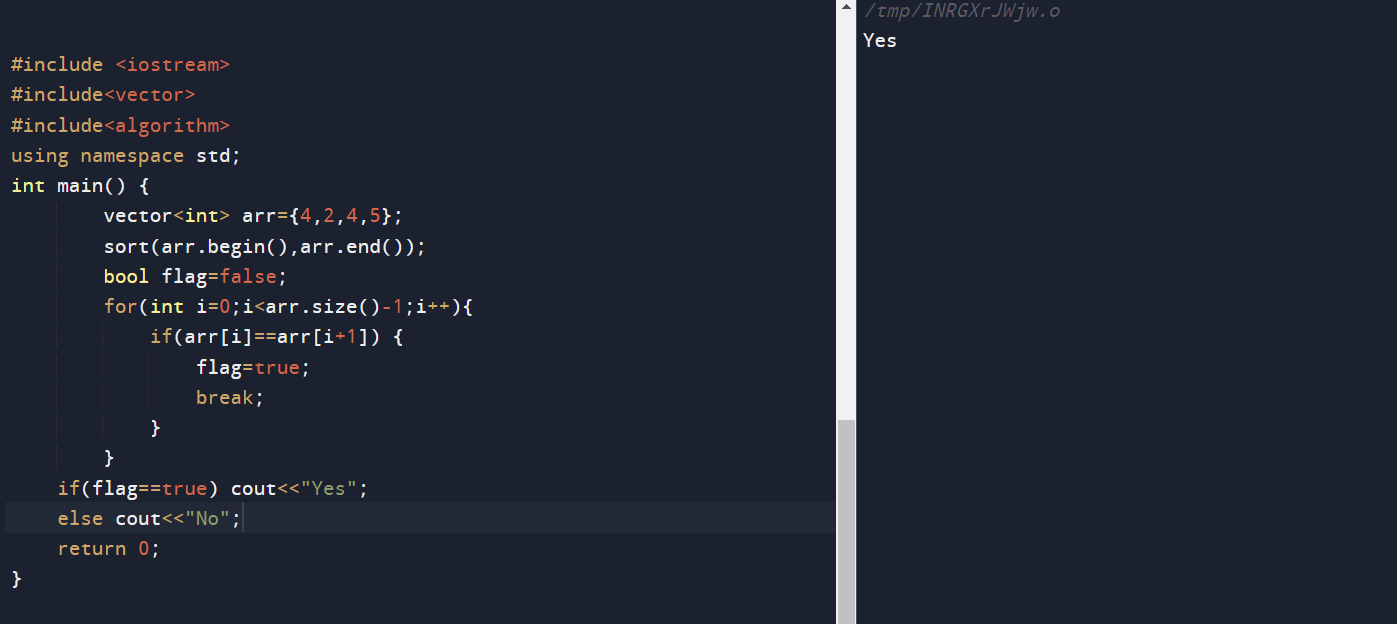 #include <iostream>
#include<vector>
#include<algorithm>
using namespace std;
int main() {
        vector<int> arr={4,2,4,5};
        sort(arr.begin(),arr.end());
        bool flag=false;
        for(int i=0;i<arr.size()-1;i++){
            if(arr[i]==arr[i+1]) {
                flag=true;
                break;
            }
        }
    if(flag==true) cout<<"Yes";
    else cout<<"No";
    return 0;
}
/tmp/INRGXrJWjw.o
Yes